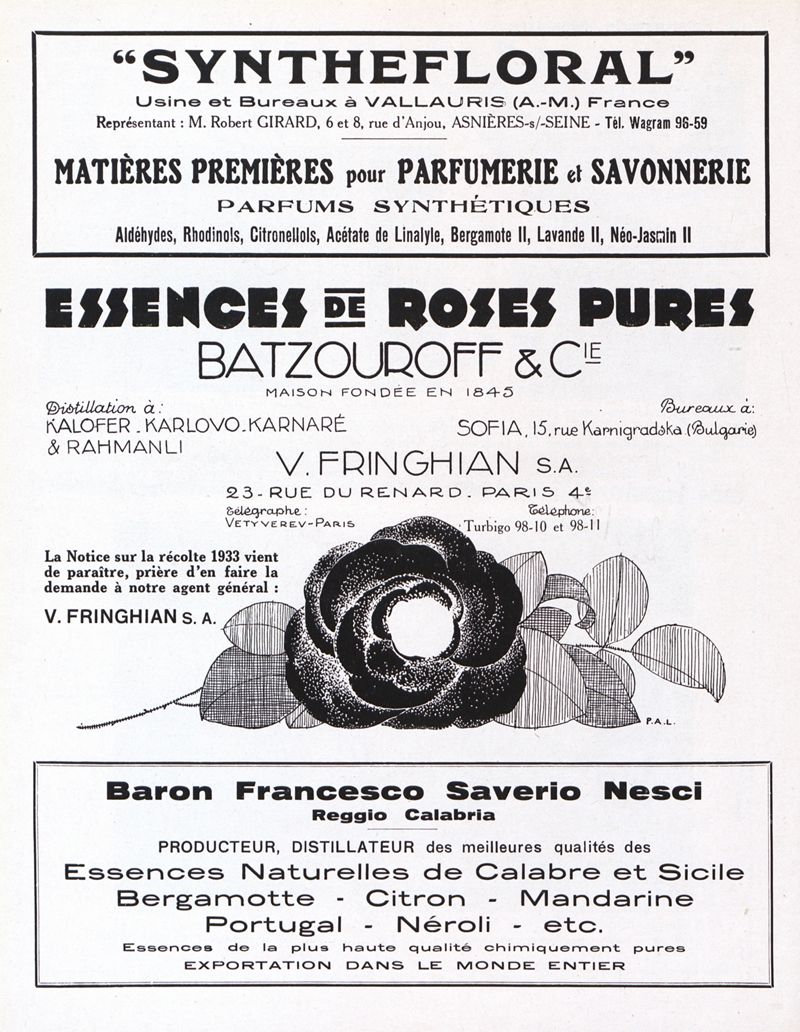 “SYNTHEFLORAL”
Usine et Bureaux à VALLAURIS (A.-M.) France
Représentant : M. Robert GIRARD, 6 et 8, rue d'Anjou, ASNIÈRES-s/-SEINE - Tél. Wagram 96-59
MATIÈRES PREMIÈRES pour PARFUMERIE et SAVONNERIE
PARFUMS SYNTHÉTIQUES
Aldéhydes, Rhodinols, Citronellols, Acétate de Linalyle, Bergamote II, Lavande II, Néo-Jasmin II
ESSENCES DE ROSES PURES
BATZOUROFF & CIE
MAISON FONDÉE EN 1845
Distillation à :
KALOFER. KARLOVO. KARNARÉ
& RAHMANLI
Bureaux à :
SOFIA, 15, rue Karnigradska (Bulgarie)
V. FRINGHIAN S.A.
23 - RUE DU RENARD. PARIS 4e
Télégraphe :
VETYVEREV-PARIS
Téléphone :
Turbigo 98-10 et 98-11
La Notice sur la récolte 1933 vient
de paraître, prière d'en faire la
demande à notre agent général :
V. FRINGHIAN S. A.
P.A.L.
Baron Francesco Saverio Nesci
Reggio Calabria
PRODUCTEUR, DISTILLATEUR des meilleures qualités des
Essences Naturelles de Calabre et Sicile
Bergamotte - Citron - Mandarine
Portugal - Néroli - etc.
Essences de la plus haute qualité chimiquement pures
EXPORTATION DANS LE MONDE ENTIER